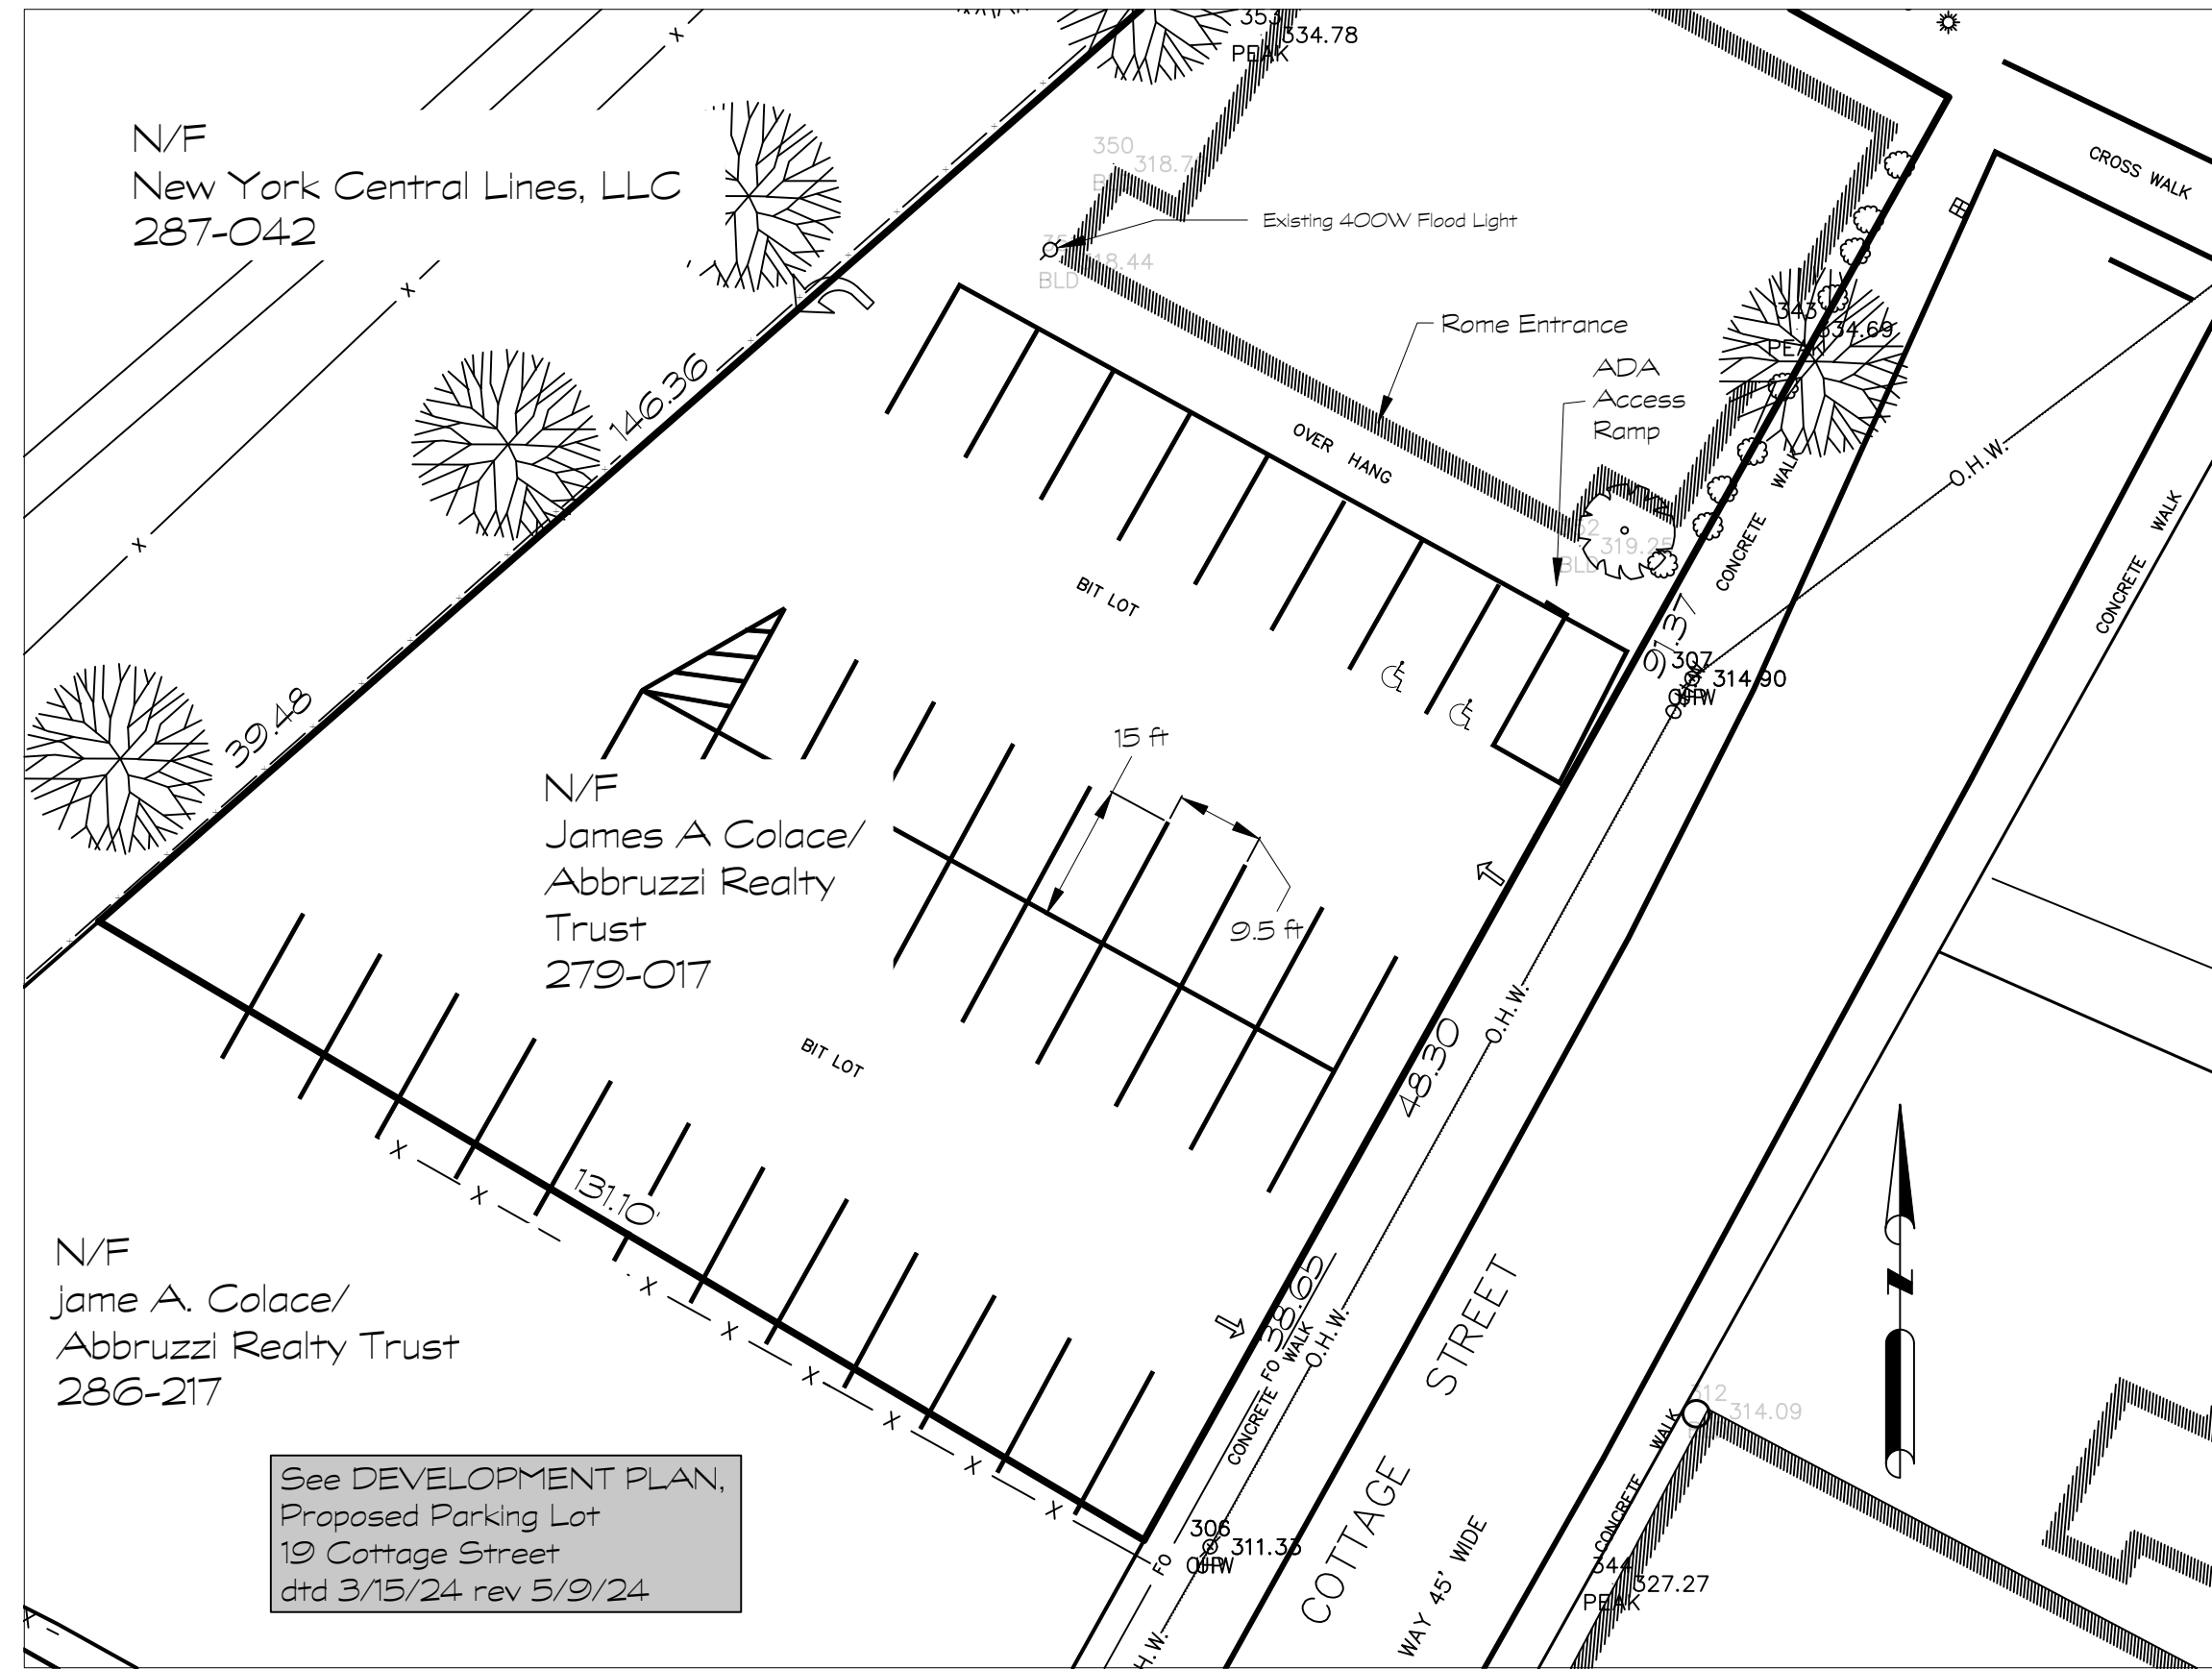 353
334.78
PEAK
N/F
New York Central Lines, LLC
287-042
350
318.7
Existing 400W Flood Light
18.44
BLD
CROSS WALK
Rome Entrance
343
334.69
PEAK
ADA
Access
Ramp
OVER HANG
146.36
O.H.W.
CONCRETE WALK
CONCRETE WALK
319.25
BLD
BIT LOT
91.37
307
314.90
39.48
15 ft
9.5 ft
N/F
James A Colace/
Abbruzzi Realty
Trust
279-017
BIT LOT
48.30
O.H.W.
131.10'
N/F
jame A. Colace/
Abbruzzi Realty Trust
286-217
38.65
FO
CONCRETE WALK
O.H.W.
N
COTTAGE STREET
WAY 45' WIDE
312
314.09
CONCRETE WALK
See DEVELOPMENT PLAN,
Proposed Parking Lot
19 Cottage Street
dtd 3/15/24 rev 5/9/24
306
311.33
FO
344
327.27
PEAK
H.W.
x
x
x
X
X
X
X
X
X
X
X